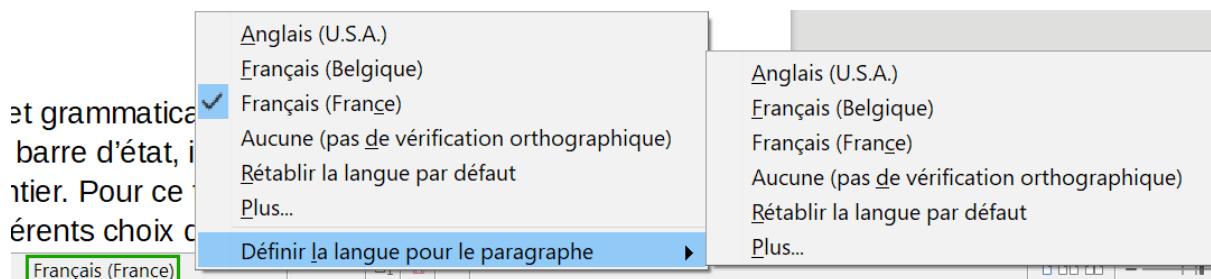 Anglais (U.S.A.)
Français (Belgique)
Français (France)
Aucune (pas de vérification orthographique)
Rétablir la langue par défaut
Plus...
Définir la langue pour le paragraphe
Anglais (U.S.A.)
Français (Belgique)
Français (France)
Aucune (pas de vérification orthographique)
Rétablir la langue par défaut
Plus...
et grammatica
barre d’état, i
ntier. Pour ce
érents choix
Français (France)